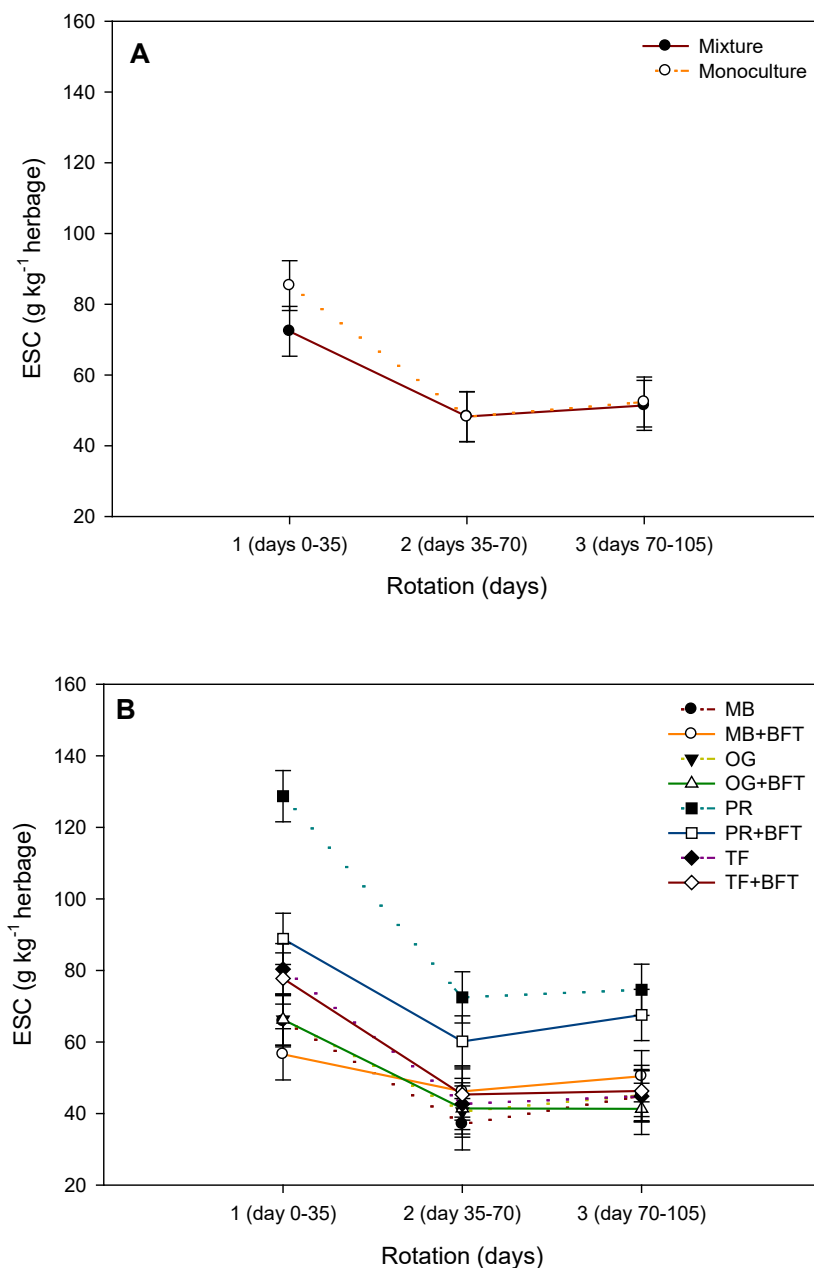 A
Mixture
Monoculture
160
140
120
100
80
60
40
20
ESC (g kg⁻¹ herbage)
1 (days 0-35) 2 (days 35-70) 3 (days 70-105)
Rotation (days)
B
MB
MB+BFT
OG
OG+BFT
PR
PR+BFT
TF
TF+BFT
160
140
120
100
80
60
40
20
ESC (g kg⁻¹ herbage)
1 (day 0-35) 2 (day 35-70) 3 (day 70-105)
Rotation (days)